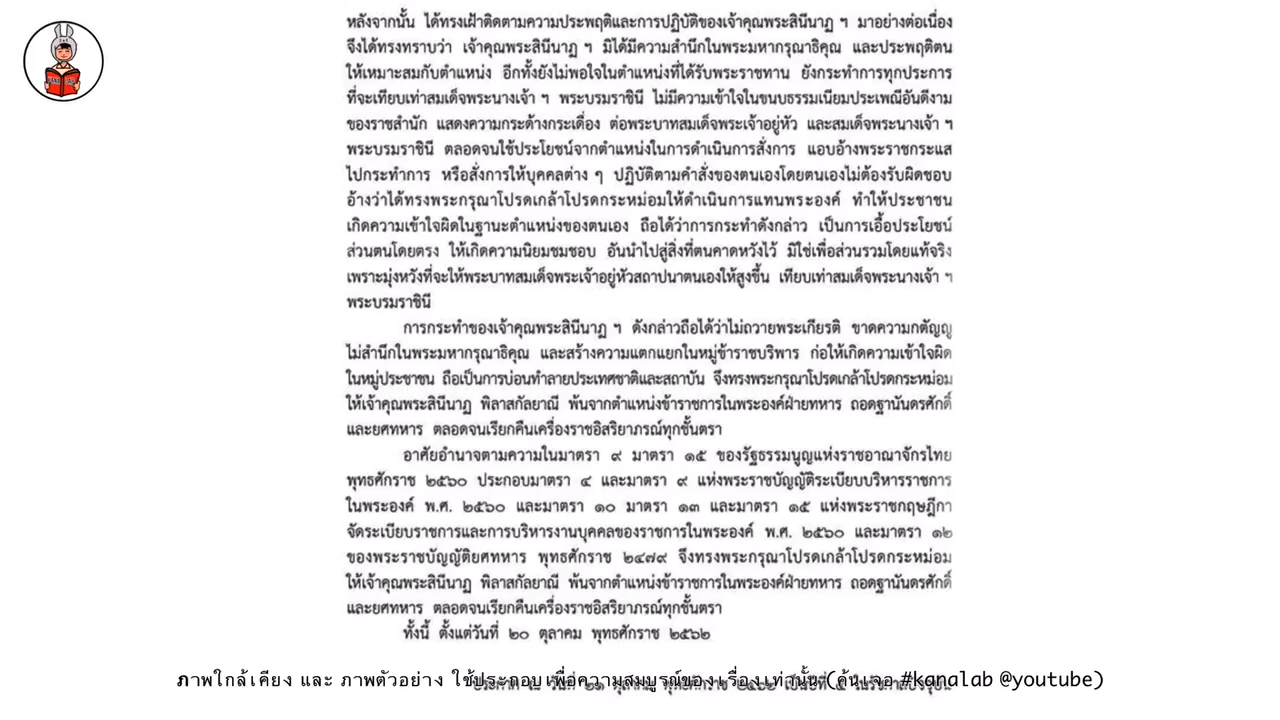 หลังจากนั้น ได้ทรงเฝ้าติดตามความประพฤติและการปฏิบัติของเจ้าคุณพระสินีนาฏ ฯ มาอย่างต่อเนื่อง
จึงได้ทรงทราบว่า เจ้าคุณพระสินีนาฏ ฯ มิได้มีความสำนึกในพระมหากรุณาธิคุณ และประพฤติตน
ให้เหมาะสมกับตำแหน่ง อีกทั้งยังไม่พอใจในตำแหน่งที่ได้รับพระราชทาน ยังกระทำการทุกประการ
ที่จะเทียบเท่าสมเด็จพระนางเจ้า ฯ พระบรมราชินี ไม่มีความเข้าใจในขนบธรรมเนียมประเพณีอันดีงาม
ของราชสำนัก แสดงความกระด้างกระเดื่อง ต่อพระบาทสมเด็จพระเจ้าอยู่หัว และสมเด็จพระนางเจ้า ฯ
พระบรมราชินี ตลอดจนใช้ประโยชน์จากตำแหน่งในการดำเนินการสั่งการ แอบอ้างพระราชกระแส
ไปกระทำการ หรือสั่งการให้บุคคลต่าง ๆ ปฏิบัติตามคำสั่งของตนเองโดยตนเองไม่ต้องรับผิดชอบ
อ้างว่าได้ทรงพระกรุณาโปรดเกล้าโปรดกระหม่อมให้ดำเนินการแทนพระองค์ ทำให้ประชาชน
เกิดความเข้าใจผิดในฐานะตำแหน่งของตนเอง ถือได้ว่าการกระทำดังกล่าว เป็นการเอื้อประโยชน์
ส่วนตนโดยตรง ให้เกิดความนิยมชมชอบ อันนำไปสู่สิ่งที่ตนคาดหวังไว้ มิใช่เพื่อส่วนรวมโดยแท้จริง
เพราะมุ่งหวังที่จะให้พระบาทสมเด็จพระเจ้าอยู่หัวสถาปนาตนเองให้สูงขึ้น เทียบเท่าสมเด็จพระนางเจ้า ฯ
พระบรมราชินี
การกระทำของเจ้าคุณพระสินีนาฏ ฯ ดังกล่าวถือได้ว่าไม่ถวายพระเกียรติ ขาดความกตัญญู
ไม่สำนึกในพระมหากรุณาธิคุณ และสร้างความแตกแยกในหมู่ข้าราชบริพาร ก่อให้เกิดความเข้าใจผิด
ในหมู่ประชาชน ถือเป็นการบ่อนทำลายประเทศชาติและสถาบัน จึงทรงพระกรุณาโปรดเกล้าโปรดกระหม่อม
ให้เจ้าคุณพระสินีนาฏ พิลาสกัลยาณี พ้นจากตำแหน่งข้าราชการในพระองค์ฝ่ายทหาร ถอดฐานันดรศักดิ์
และยศทหาร ตลอดจนเรียกคืนเครื่องราชอิสริยาภรณ์ทุกชั้นตรา
อาศัยอำนาจตามความในมาตรา ๙ มาตรา ๑๕ ของรัฐธรรมนูญแห่งราชอาณาจักรไทย
พุทธศักราช ๒๕๖๐ ประกอบมาตรา ๔ และมาตรา ๙ แห่งพระราชบัญญัติระเบียบบริหารราชการ
ในพระองค์ พ.ศ. ๒๕๖๐ และมาตรา ๑๐ มาตรา ๑๓ และมาตรา ๑๕ แห่งพระราชกฤษฎีกา
จัดระเบียบราชการและการบริหารงานบุคคลของราชการในพระองค์ พ.ศ. ๒๕๖๐ และมาตรา ๑๒
ของพระราชบัญญัติยศทหาร พุทธศักราช ๒๔๗๙ จึงทรงพระกรุณาโปรดเกล้าโปรดกระหม่อม
ให้เจ้าคุณพระสินีนาฏ พิลาสกัลยาณี พ้นจากตำแหน่งข้าราชการในพระองค์ฝ่ายทหาร ถอดฐานันดรศักดิ์
และยศทหาร ตลอดจนเรียกคืนเครื่องราชอิสริยาภรณ์ทุกชั้นตรา
ทั้งนี้ ตั้งแต่วันที่ ๒๐ ตุลาคม พุทธศักราช ๒๕๖๒
ภาพใกล้เคียง และ ภาพตัวอย่าง ใช้ประกอบเพื่อความสมบูรณ์ของเรื่องเท่านั้น (ค้นเจอ #kanalab @youtube)